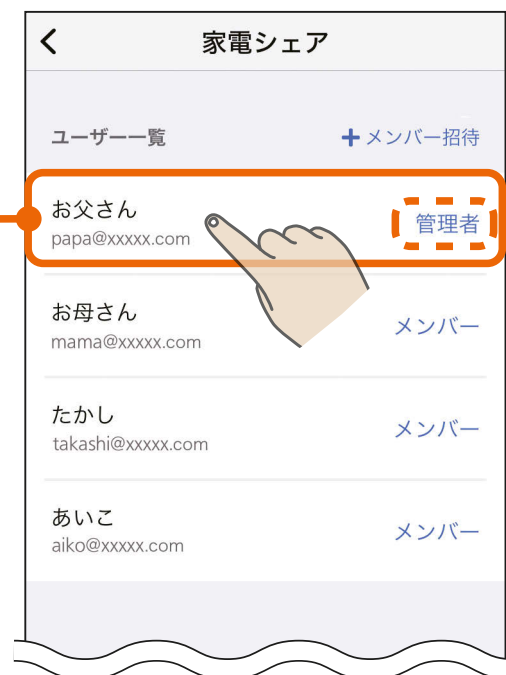 家電シェア
ユーザー一覧
+メンバー招待
お父さん
papa@xxxxx.com
管理者
お母さん
mama@xxxxx.com
メンバー
たかし
takashi@xxxxx.com
メンバー
あいこ
aiko@xxxxx.com
メンバー